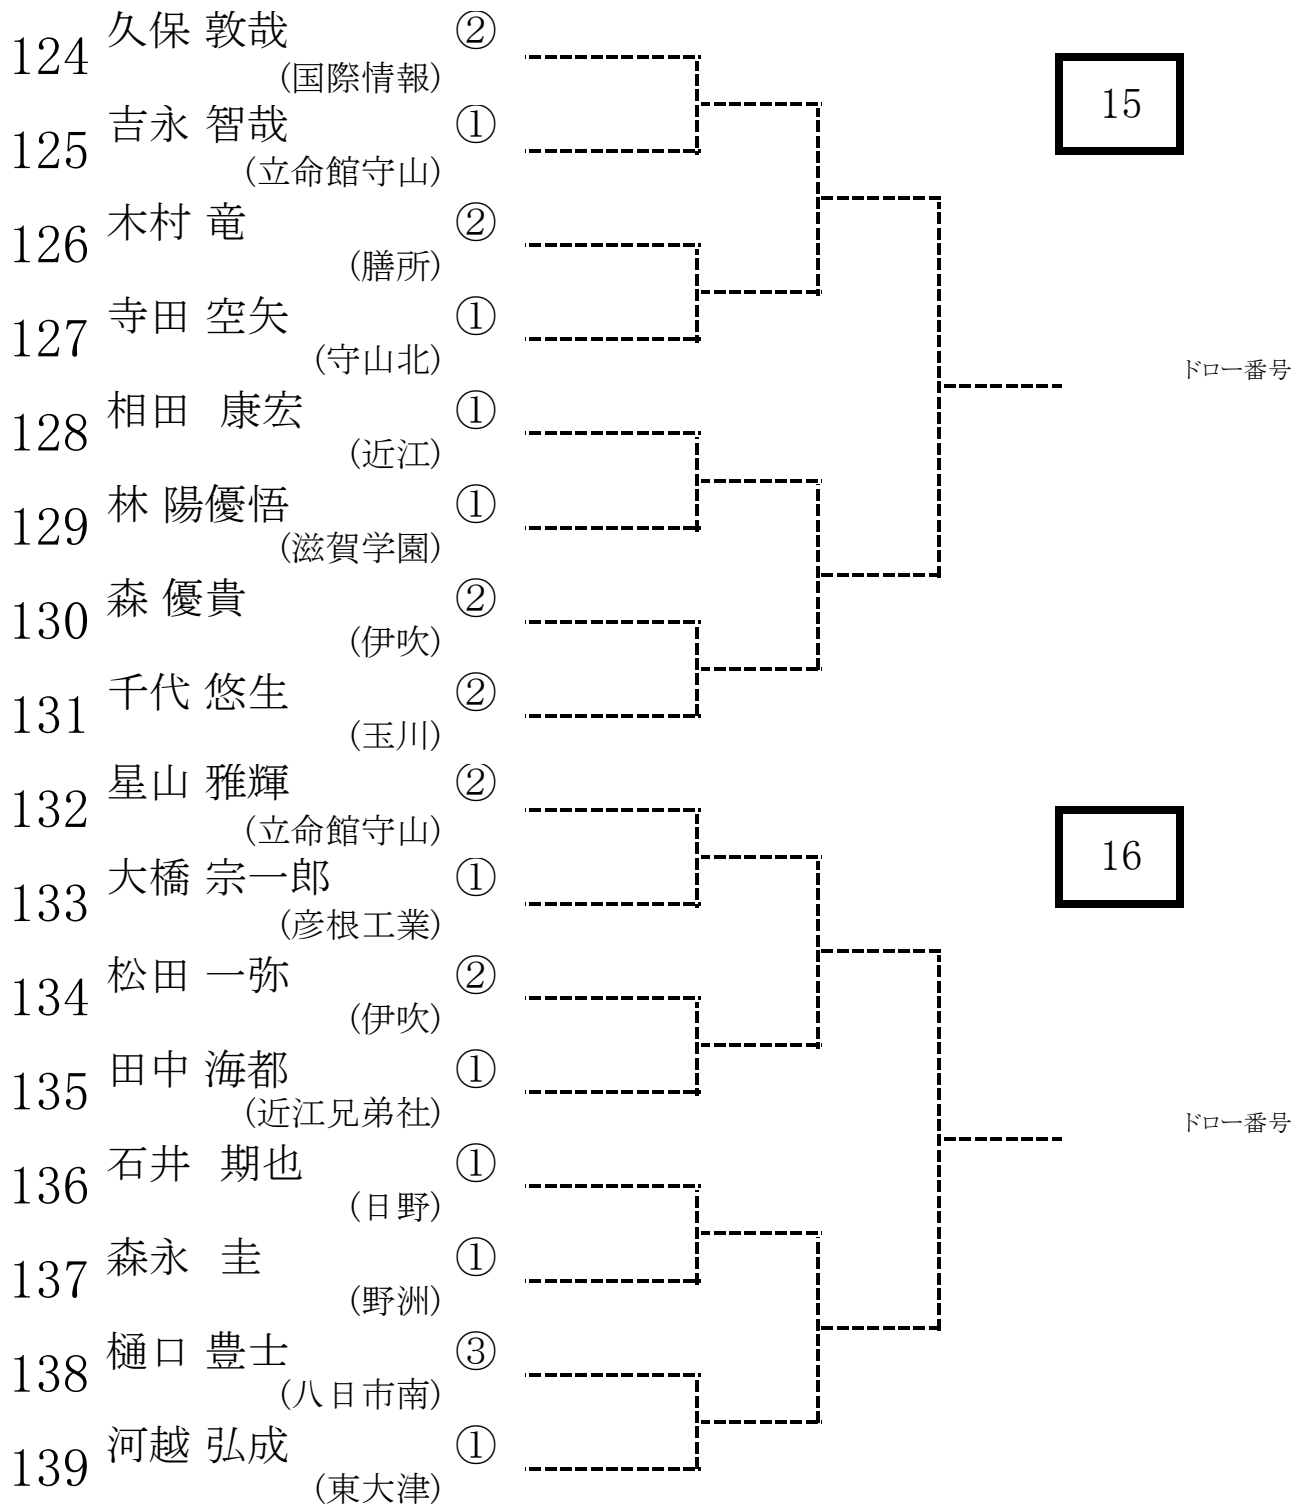 124 久保 敦哉 ②
(国際情報)
15
125 吉永 智哉 ①
(立命館守山)
126 木村 竜 ②
(膳所)
127 寺田 空矢 ①
(守山北)
ドロー番号
128 相田 康宏 ①
(近江)
129 林 陽優悟 ①
(滋賀学園)
130 森 優貴 ②
(伊吹)
131 千代 悠生 ②
(玉川)
132 星山 雅輝 ②
(立命館守山)
16
133 大橋 宗一郎 ①
(彦根工業)
134 松田 一弥 ②
(伊吹)
135 田中 海都 ①
(近江兄弟社)
ドロー番号
136 石井 期也 ①
(日野)
137 森永 圭 ①
(野洲)
138 樋口 豊士 ③
(八日市南)
139 河越 弘成 ①
(東大津)